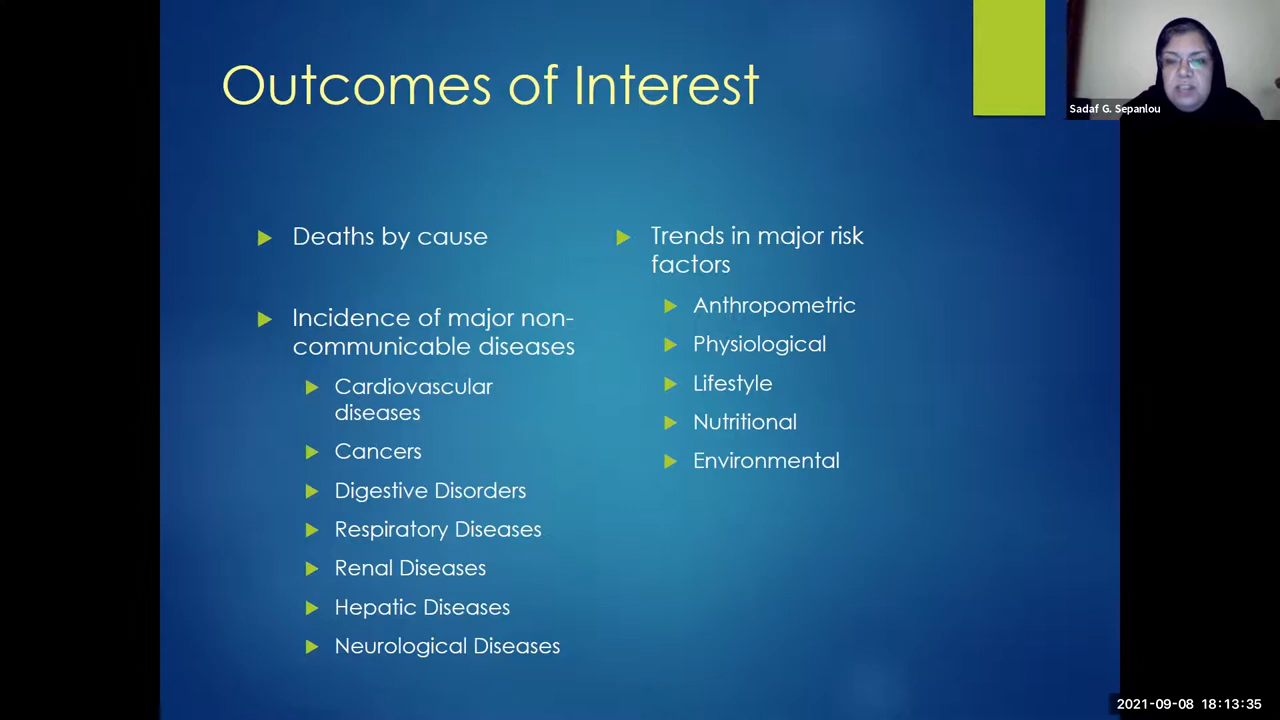 Outcomes of Interest
Sadaf G. Sepanlou
Deaths by cause
Incidence of major non-
communicable diseases
Cardiovascular
diseases
Cancers
Digestive Disorders
Respiratory Diseases
Renal Diseases
Hepatic Diseases
Neurological Diseases
Trends in major risk
factors
Anthropometric
Physiological
Lifestyle
Nutritional
Environmental
2021-09-08 18:13:35